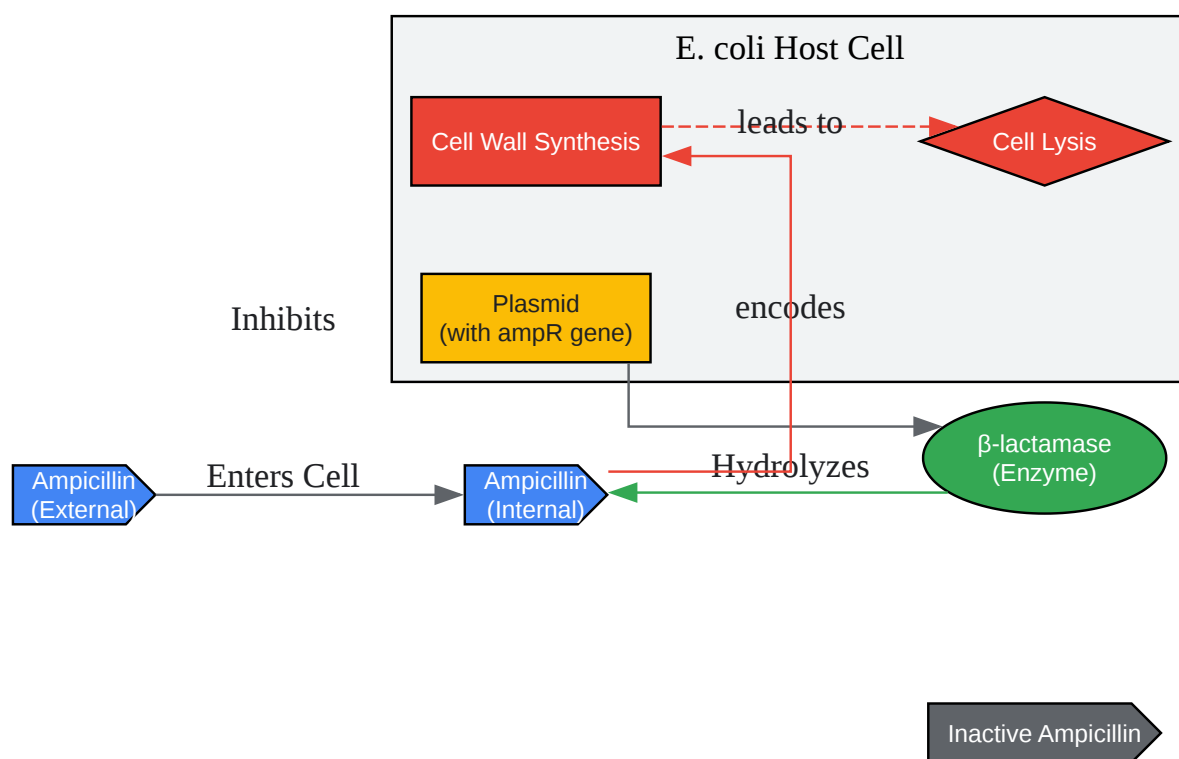 E. coli Host Cell
Cell Wall Synthesis
leads to
Cell Lysis
Plasmid
(with ampR gene)
encodes
Inhibits
β-lactamase
(Enzyme)
Ampicillin
(External)
Enters Cell
Ampicillin
(Internal)
Hydrolyzes
Inactive Ampicillin